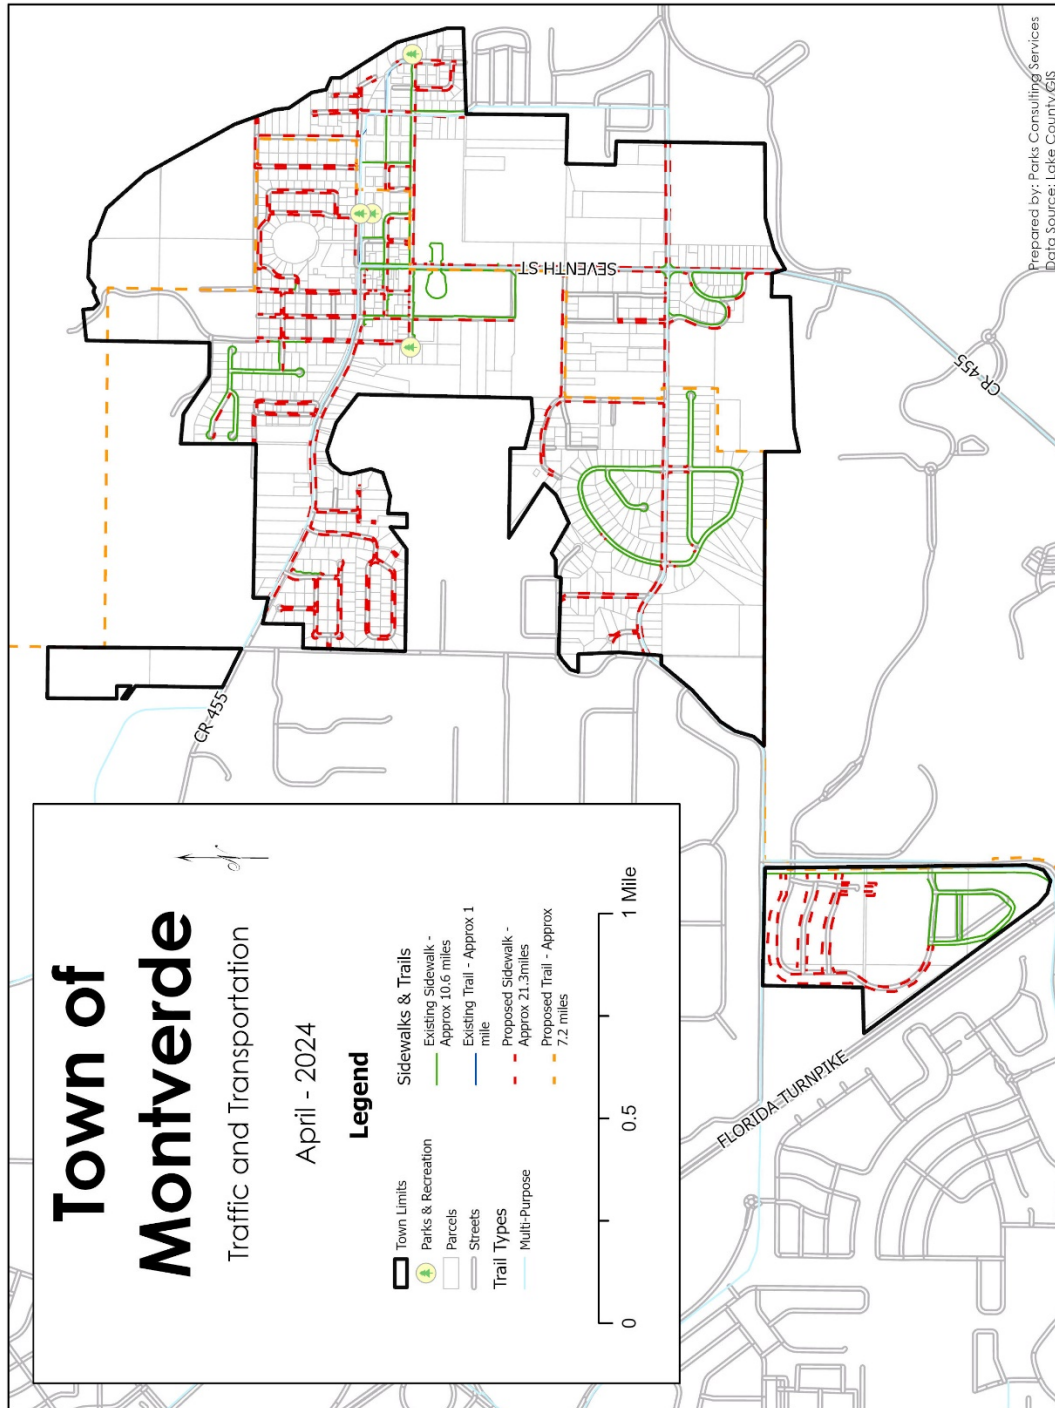 Town of
Montverde
Traffic and Transportation
April - 2024
Legend
Town Limits
Parks & Recreation
Parcels
Streets
Trail Types
Multi-Purpose
Sidewalks & Trails
Existing Sidewalk -
Approx 10.6 miles
Existing Trail - Approx 1
mile
Proposed Sidewalk -
Approx 21.3miles
Proposed Trail - Approx
7.2 miles
0
0.5
1 Mile
N
CR-455
SEVENTH ST
CR-455
FLORIDA TURNPIKE
Prepared by: Parks Consulting Services
Data Source: Lake County GIS